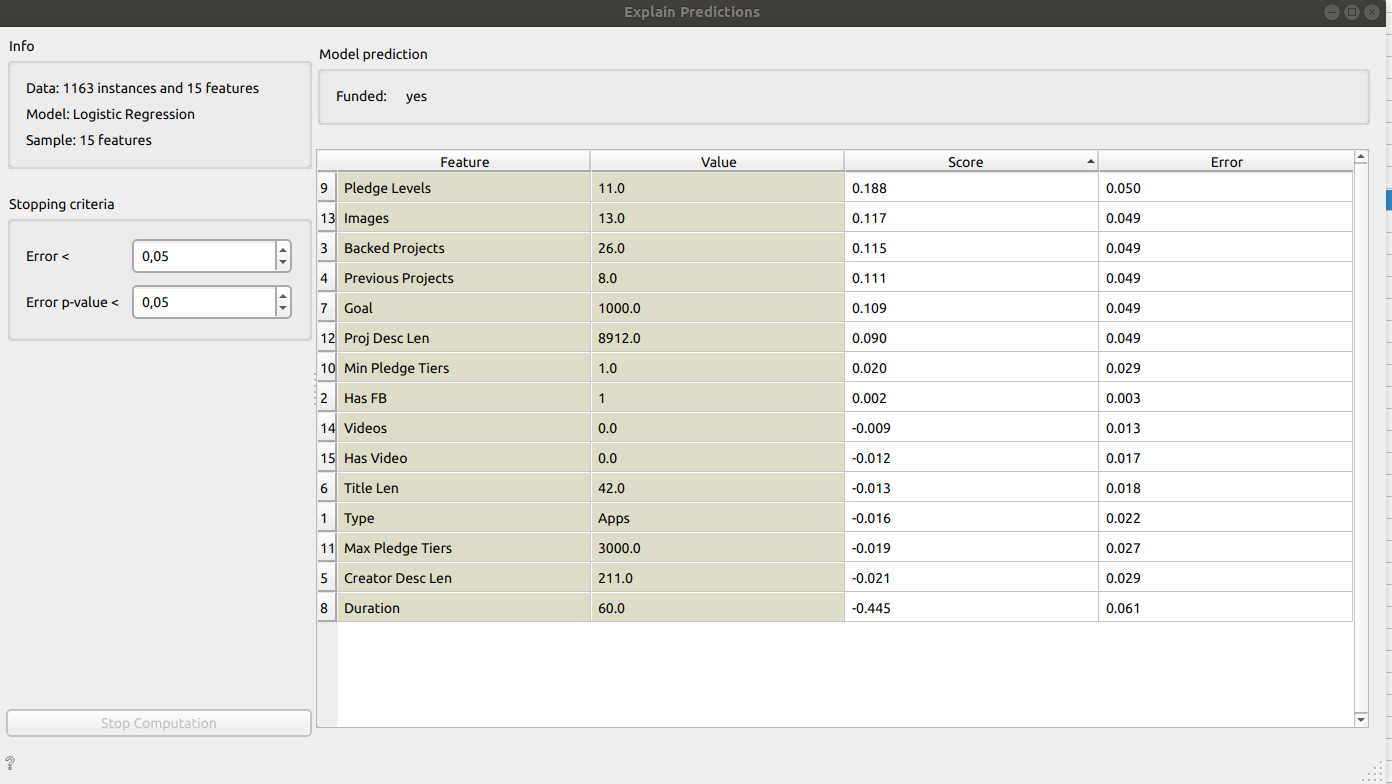 Explain Predictions
Info
Data: 1163 instances and 15 features
Model: Logistic Regression
Sample: 15 features
Stopping criteria
Error < 0,05
Error p-value < 0,05
Model prediction
Funded: yes
Feature Value Score Error
9 Pledge Levels 11.0 0.188 0.050
13 Images 13.0 0.117 0.049
3 Backed Projects 26.0 0.115 0.049
4 Previous Projects 8.0 0.111 0.049
7 Goal 1000.0 0.109 0.049
12 Proj Desc Len 8912.0 0.090 0.049
10 Min Pledge Tiers 1.0 0.020 0.029
2 Has FB 1 0.002 0.003
14 Videos 0.0 -0.009 0.013
15 Has Video 0.0 -0.012 0.017
6 Title Len 42.0 -0.013 0.018
1 Type Apps -0.016 0.022
11 Max Pledge Tiers 3000.0 -0.019 0.027
5 Creator Desc Len 211.0 -0.021 0.029
8 Duration 60.0 -0.445 0.061
Stop Computation
?